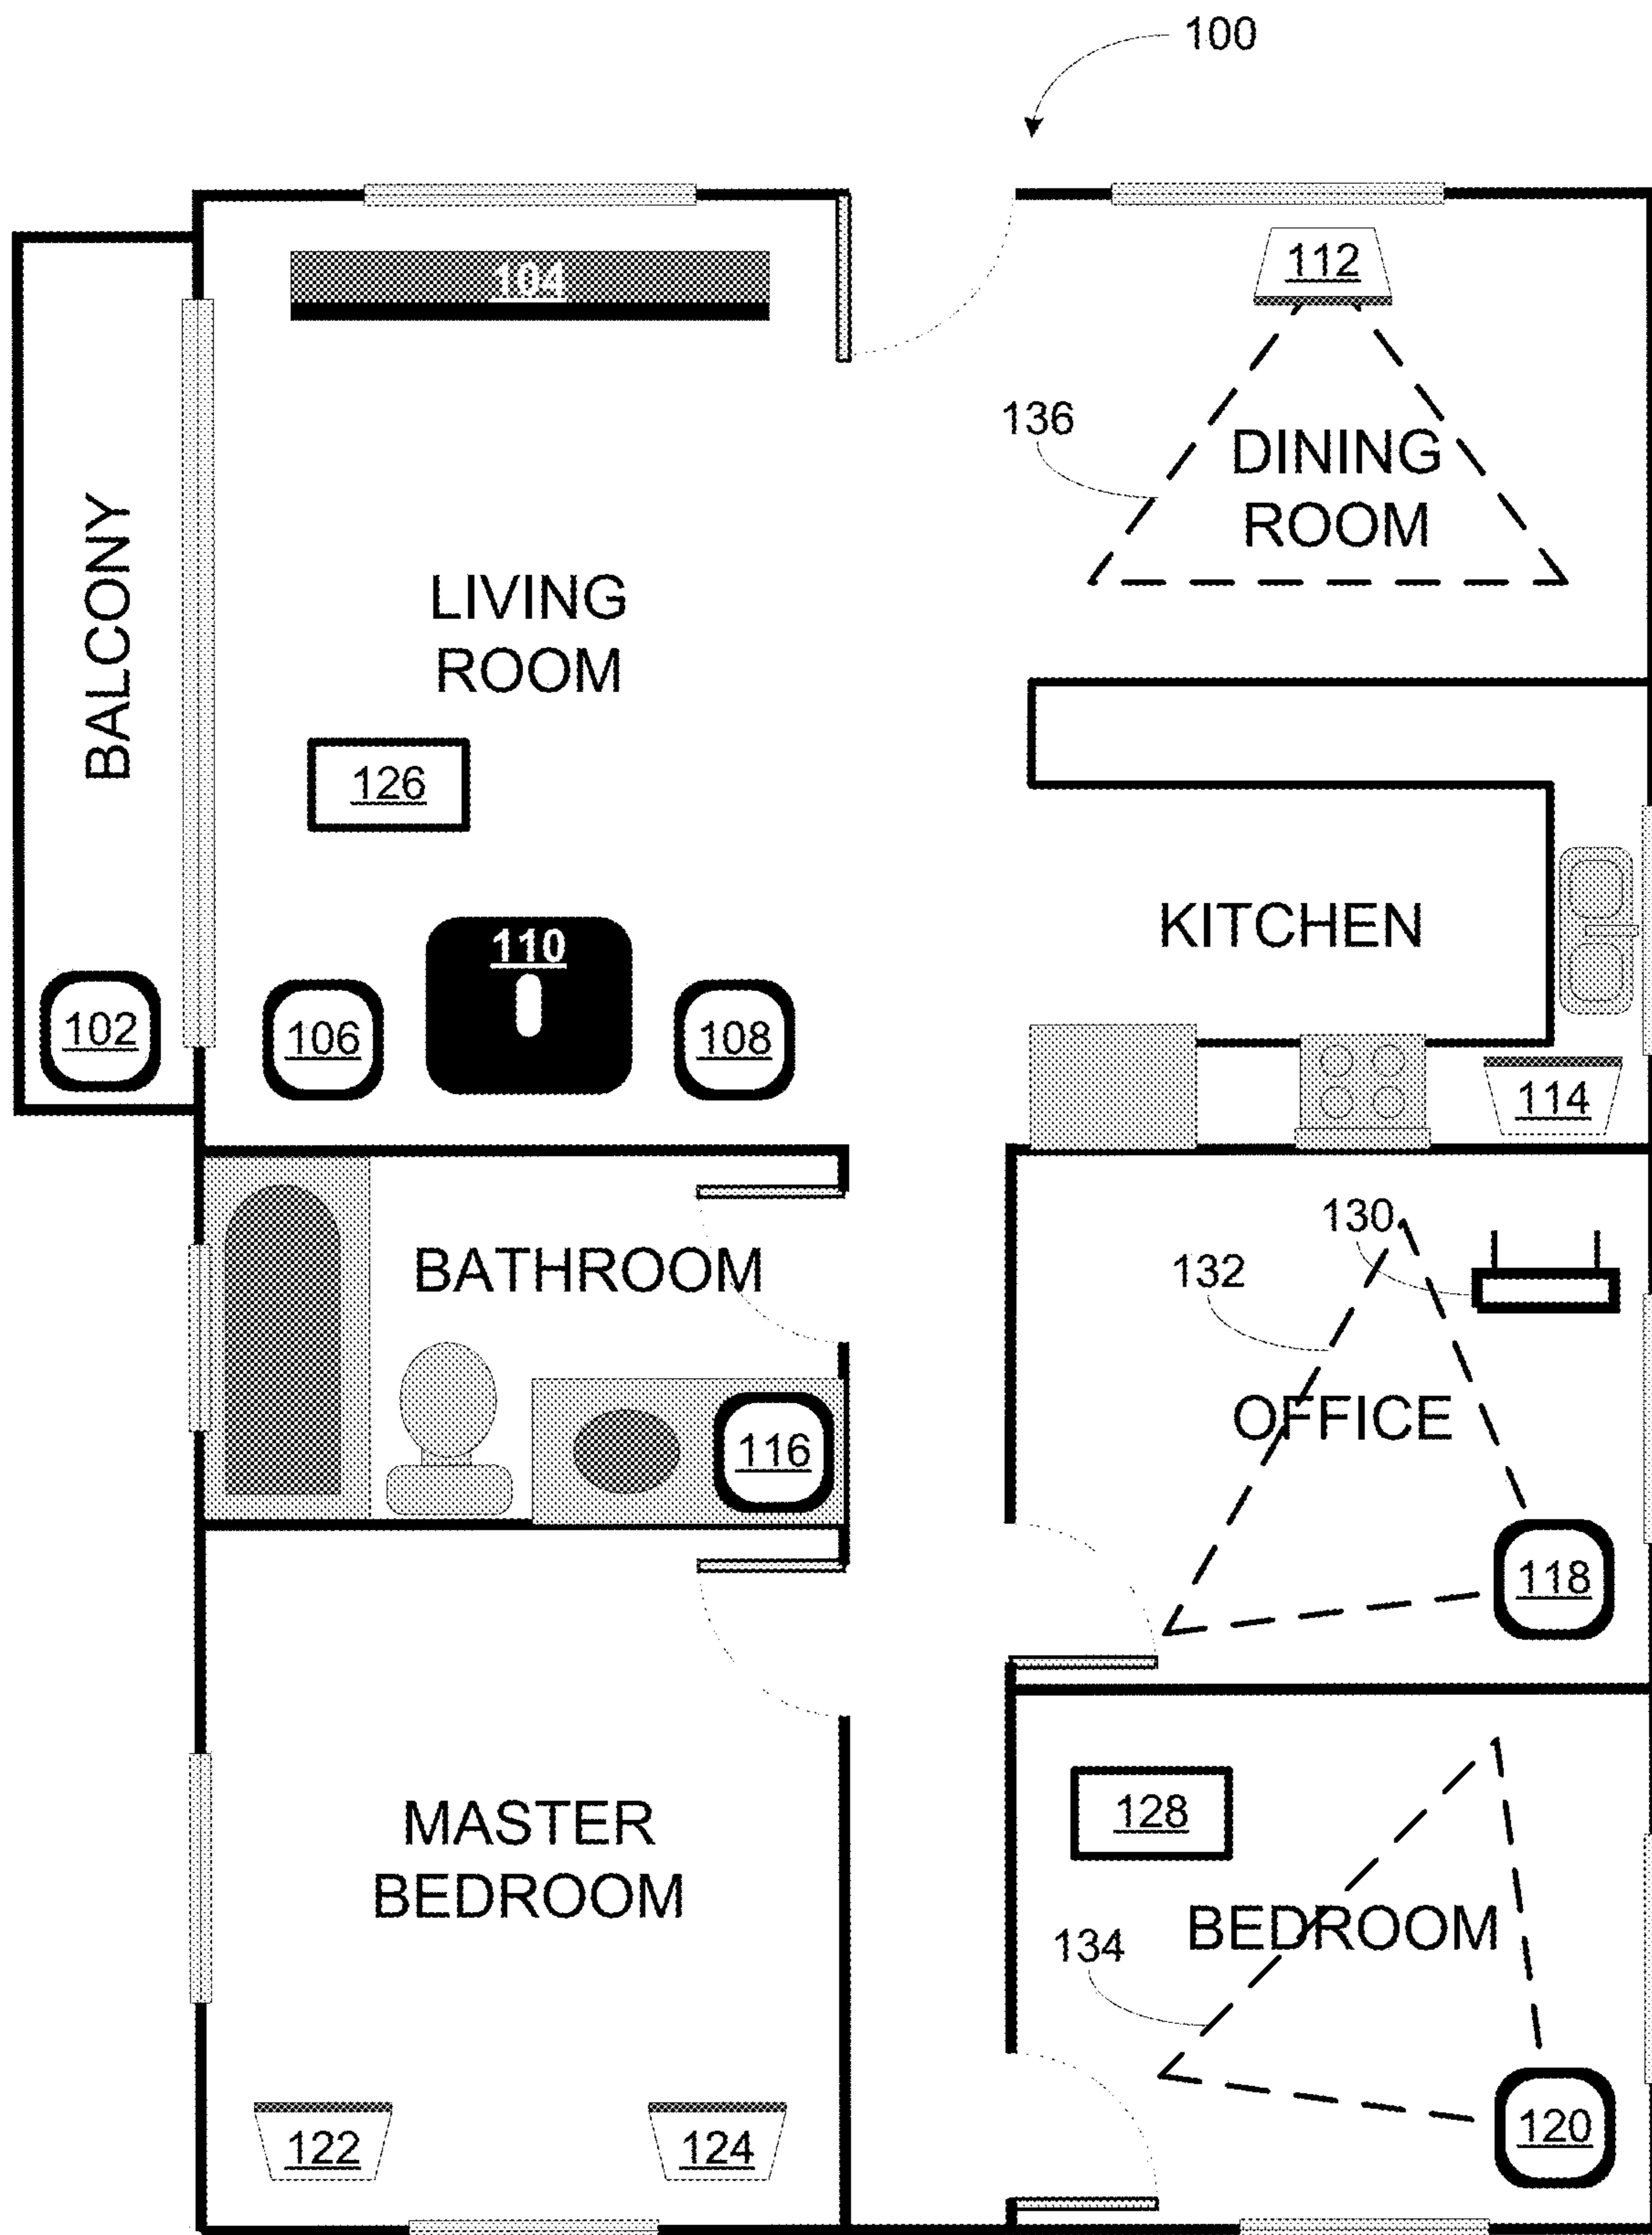 100
104
112
136
DINING
ROOM
BALCONY
LIVING
ROOM
126
KITCHEN
110
102
106
108
114
130
132
BATHROOM
OFFICE
116
118
128
MASTER
BEDROOM
BEDROOM
134
122
124
120